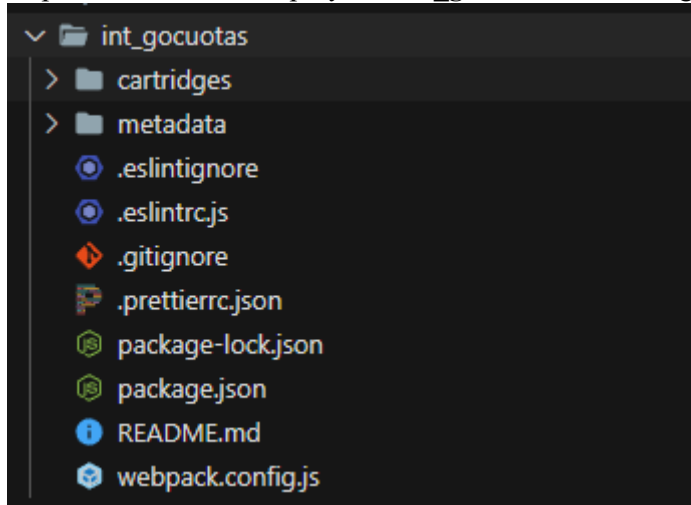 int_gocuotas
cartridges
metadata
.eslintignore
.eslintrc.js
.gitignore
.prettierrc.json
package-lock.json
package.json
README.md
webpack.config.js